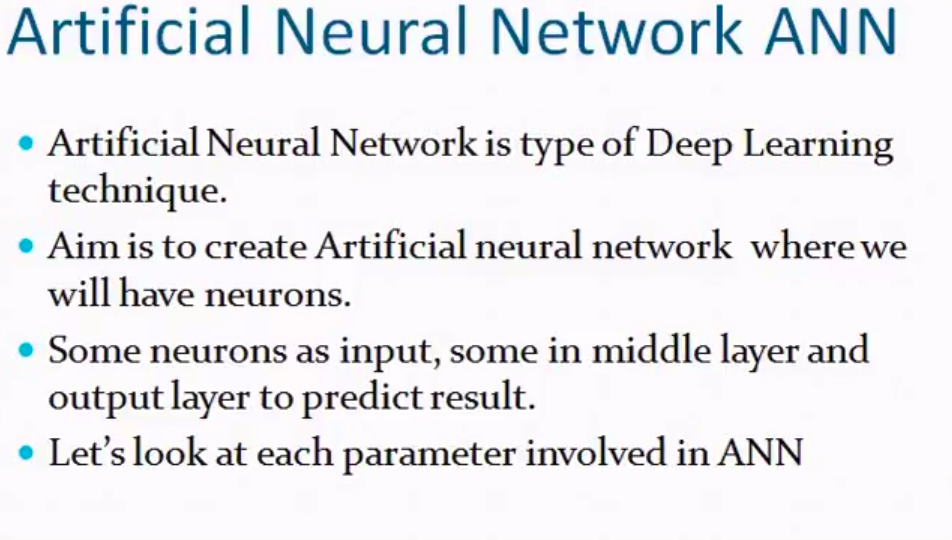 Artificial Neural Network ANN
• Artificial Neural Network is type of Deep Learning
technique.
• Aim is to create Artificial neural network where we
will have neurons.
• Some neurons as input, some in middle layer and
output layer to predict result.
• Let's look at each parameter involved in ANN